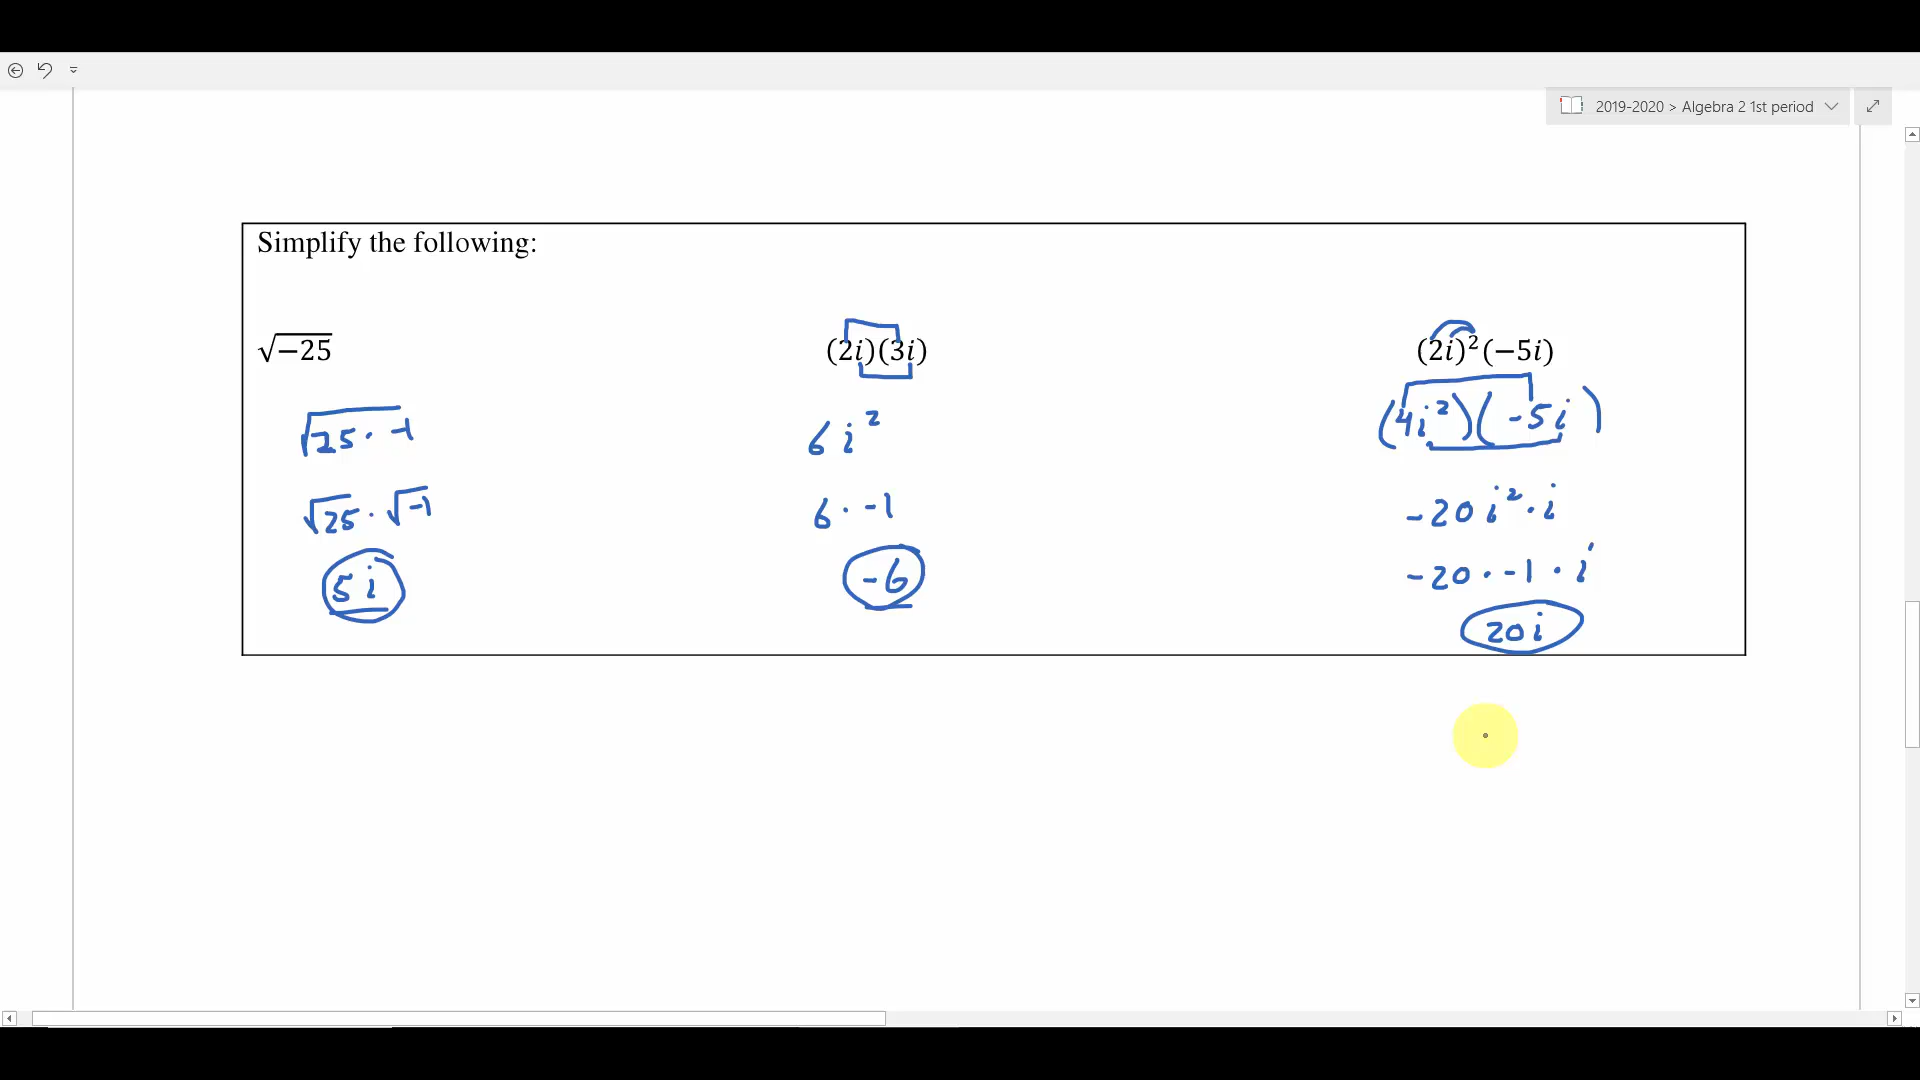 2019-2020 > Algebra 2 1st period
Simplify the following:
√−25
√25 · -1
√25 · √-1
5i
(2i)(3i)
6i²
6 · -1
-6
(2i)²(−5i)
(4i²)(-5i)
-20i² · i
-20 · -1 · i
20i